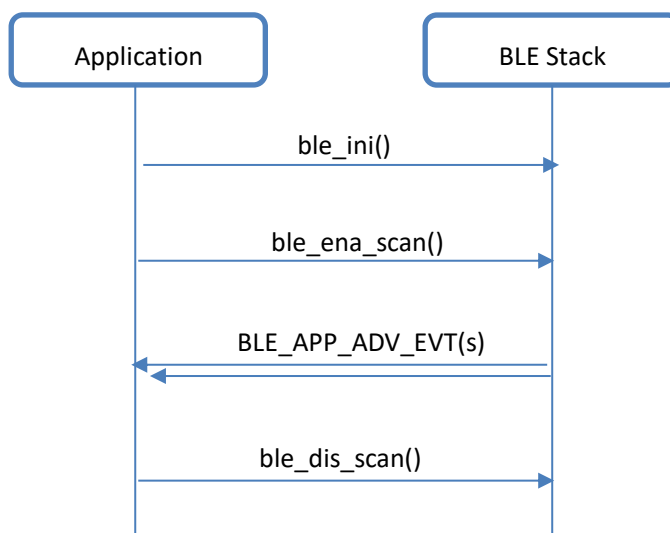 Application
BLE Stack
ble_ini()
ble_ena_scan()
BLE_APP_ADV_EVT(s)
ble_dis_scan()